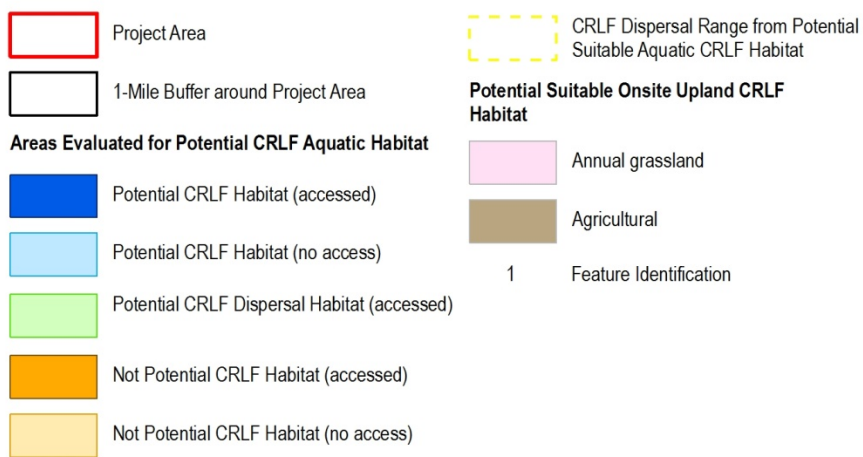 Project Area
1-Mile Buffer around Project Area
Areas Evaluated for Potential CRLF Aquatic Habitat
Potential CRLF Habitat (accessed)
Potential CRLF Habitat (no access)
Potential CRLF Dispersal Habitat (accessed)
Not Potential CRLF Habitat (accessed)
Not Potential CRLF Habitat (no access)
CRLF Dispersal Range from Potential
Suitable Aquatic CRLF Habitat
Potential Suitable Onsite Upland CRLF
Habitat
Annual grassland
Agricultural
1 Feature Identification